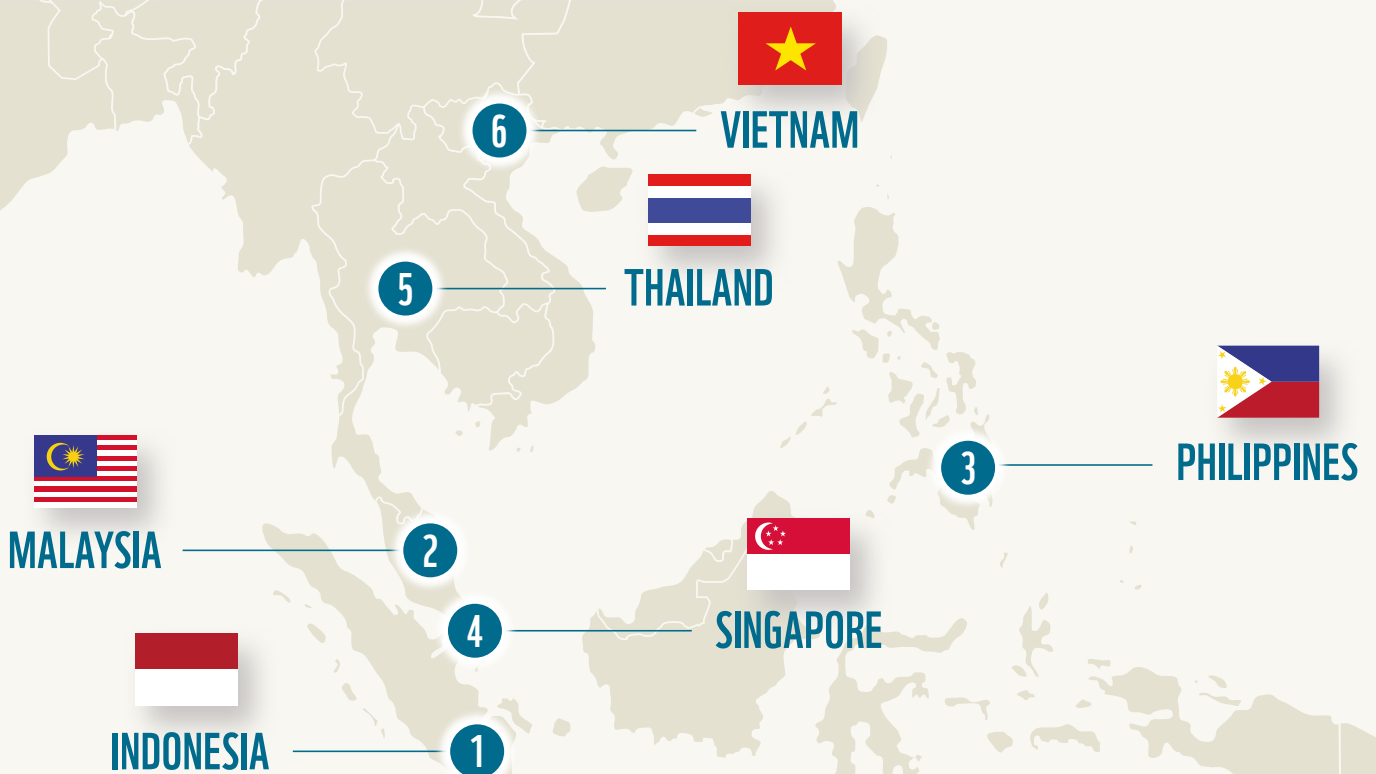 6
VIETNAM
5
THAILAND
3
PHILIPPINES
MALAYSIA
2
4
SINGAPORE
INDONESIA
1